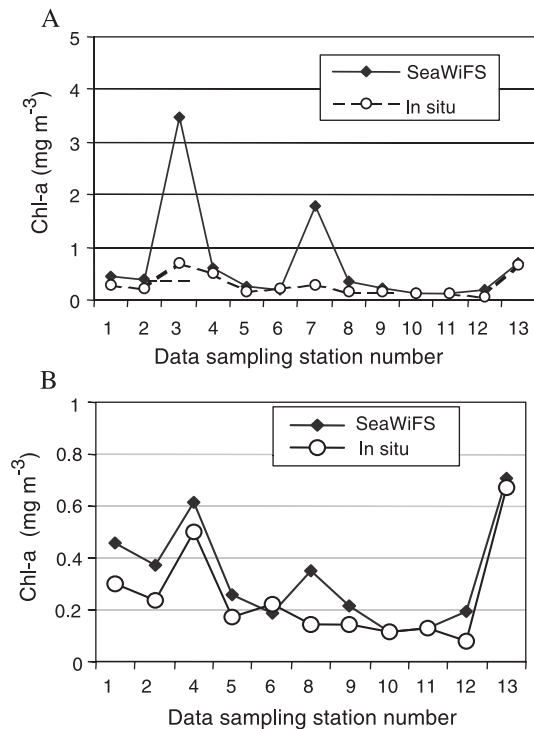 A
Chl-a (mg m-3)
5
4
3
2
1
0
SeaWiFS
In situ
1 2 3 4 5 6 7 8 9 10 11 12 13
Data sampling station number
B
Chl-a (mg m-3)
1
0.8
0.6
0.4
0.2
0
SeaWiFS
In situ
1 2 4 5 6 8 9 10 11 12 13
Data sampling station number